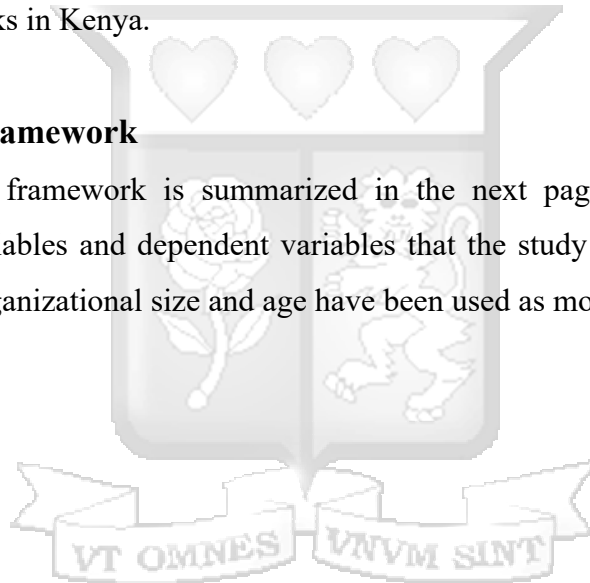 ks in Kenya.
ramework
framework is summarized in the next pag
ables and dependent variables that the study
ganizational size and age have been used as mo
VT OMNES VNVM SINT